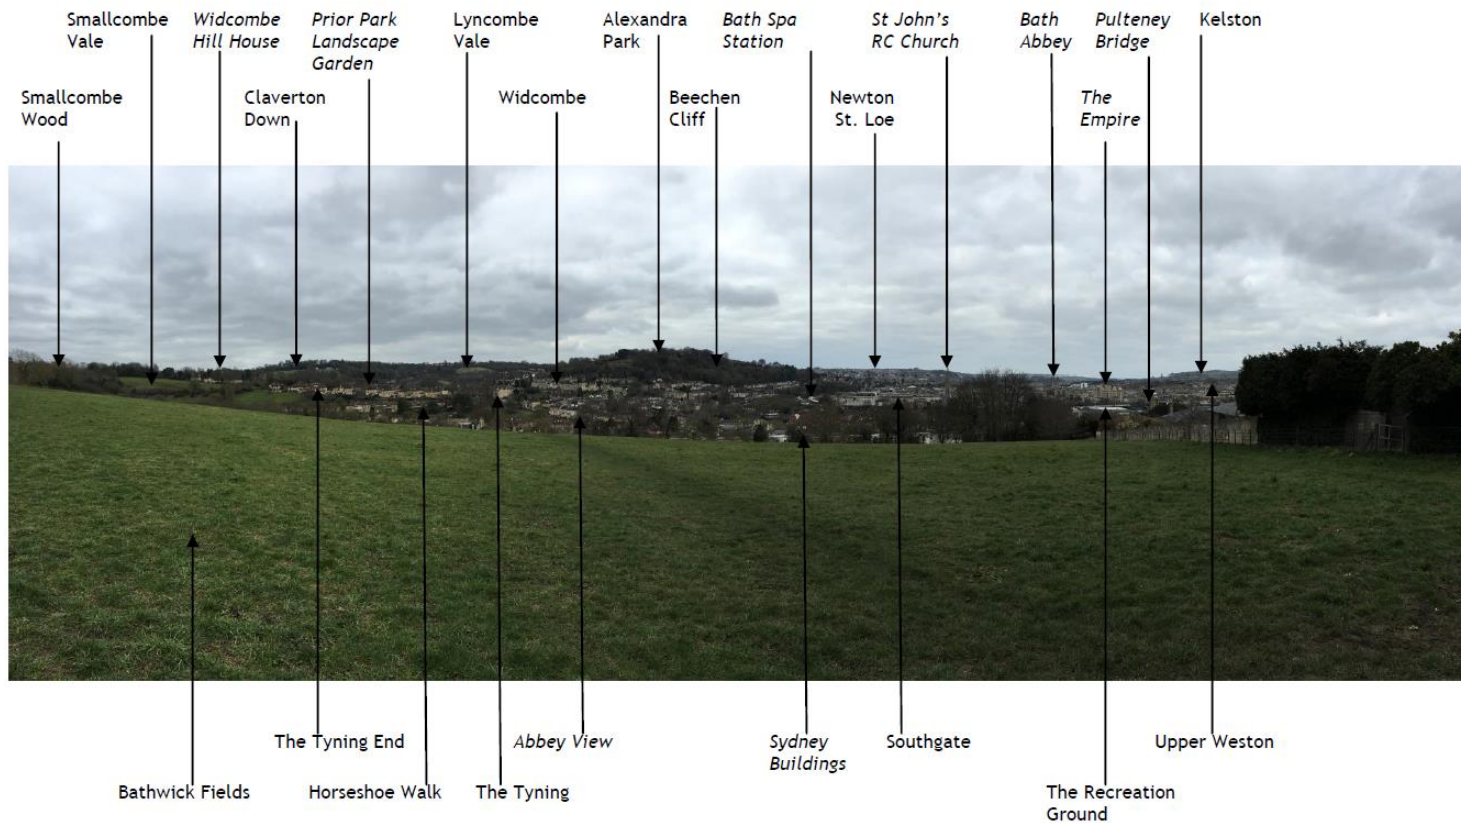 Smallcombe
Vale
Widcombe
Hill House
Prior Park
Landscape
Garden
Lyncombe
Vale
Alexandra
Park
Bath Spa
Station
St John's
RC Church
Bath
Abbey
Pulteney
Bridge
Kelston
Smallcombe
Wood
Claverton
Down
Widcombe
Beechen
Cliff
Newton
St. Loe
The
Empire
The Tyning End
Abbey View
Sydney
Buildings
Southgate
Upper Weston
Bathwick Fields
Horseshoe Walk
The Tyning
The Recreation
Ground